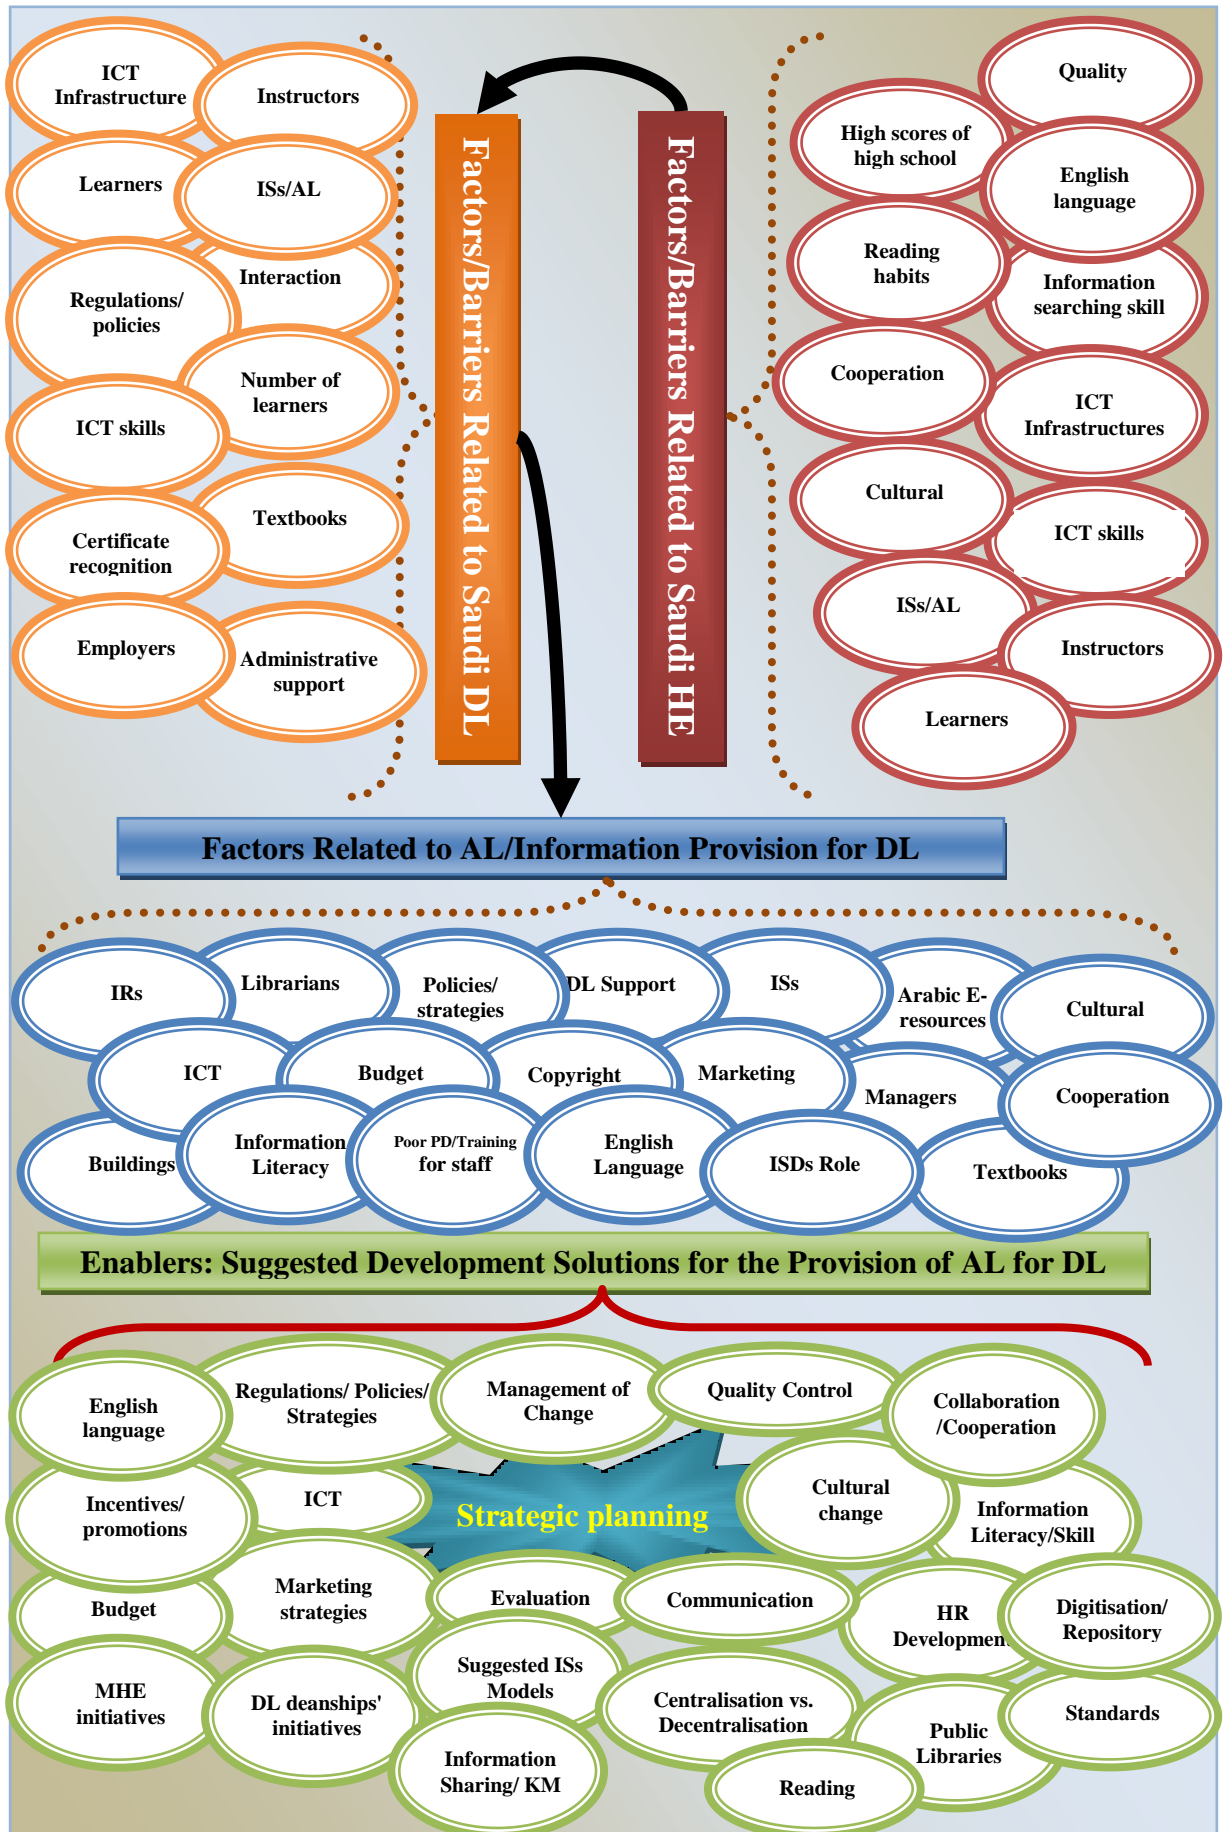 ICT
Infrastructure
Instructors
Learners
ISs/AL
Interaction
Regulations/
policies
Number of
learners
ICT skills
Textbooks
Certificate
recognition
Employers
Administrative
support
Factors/Barriers Related to Saudi DL
Factors/Barriers Related to Saudi HE
Quality
High scores of
high school
English
language
Reading
habits
Information
searching skill
Cooperation
ICT
Infrastructures
Cultural
ICT skills
ISs/AL
Instructors
Learners
Factors Related to AL/Information Provision for DL
IRs
Librarians
Policies/
strategies
DL Support
ISs
Arabic E-
resources
Cultural
ICT
Budget
Copyright
Marketing
Managers
Cooperation
Buildings
Information
Literacy
Poor PD/Training
for staff
English
Language
ISDs Role
Textbooks
Enablers: Suggested Development Solutions for the Provision of AL for DL
English
language
Regulations/ Policies/
Strategies
Management of
Change
Quality Control
Collaboration
/Cooperation
Incentives/
promotions
ICT
Strategic planning
Cultural
change
Information
Literacy/Skill
Budget
Marketing
strategies
Evaluation
Communication
HR
Development
Digitisation/
Repository
MHE
initiatives
DL deanships'
initiatives
Suggested ISs
Models
Centralisation vs.
Decentralisation
Public
Libraries
Standards
Information
Sharing/ KM
Reading